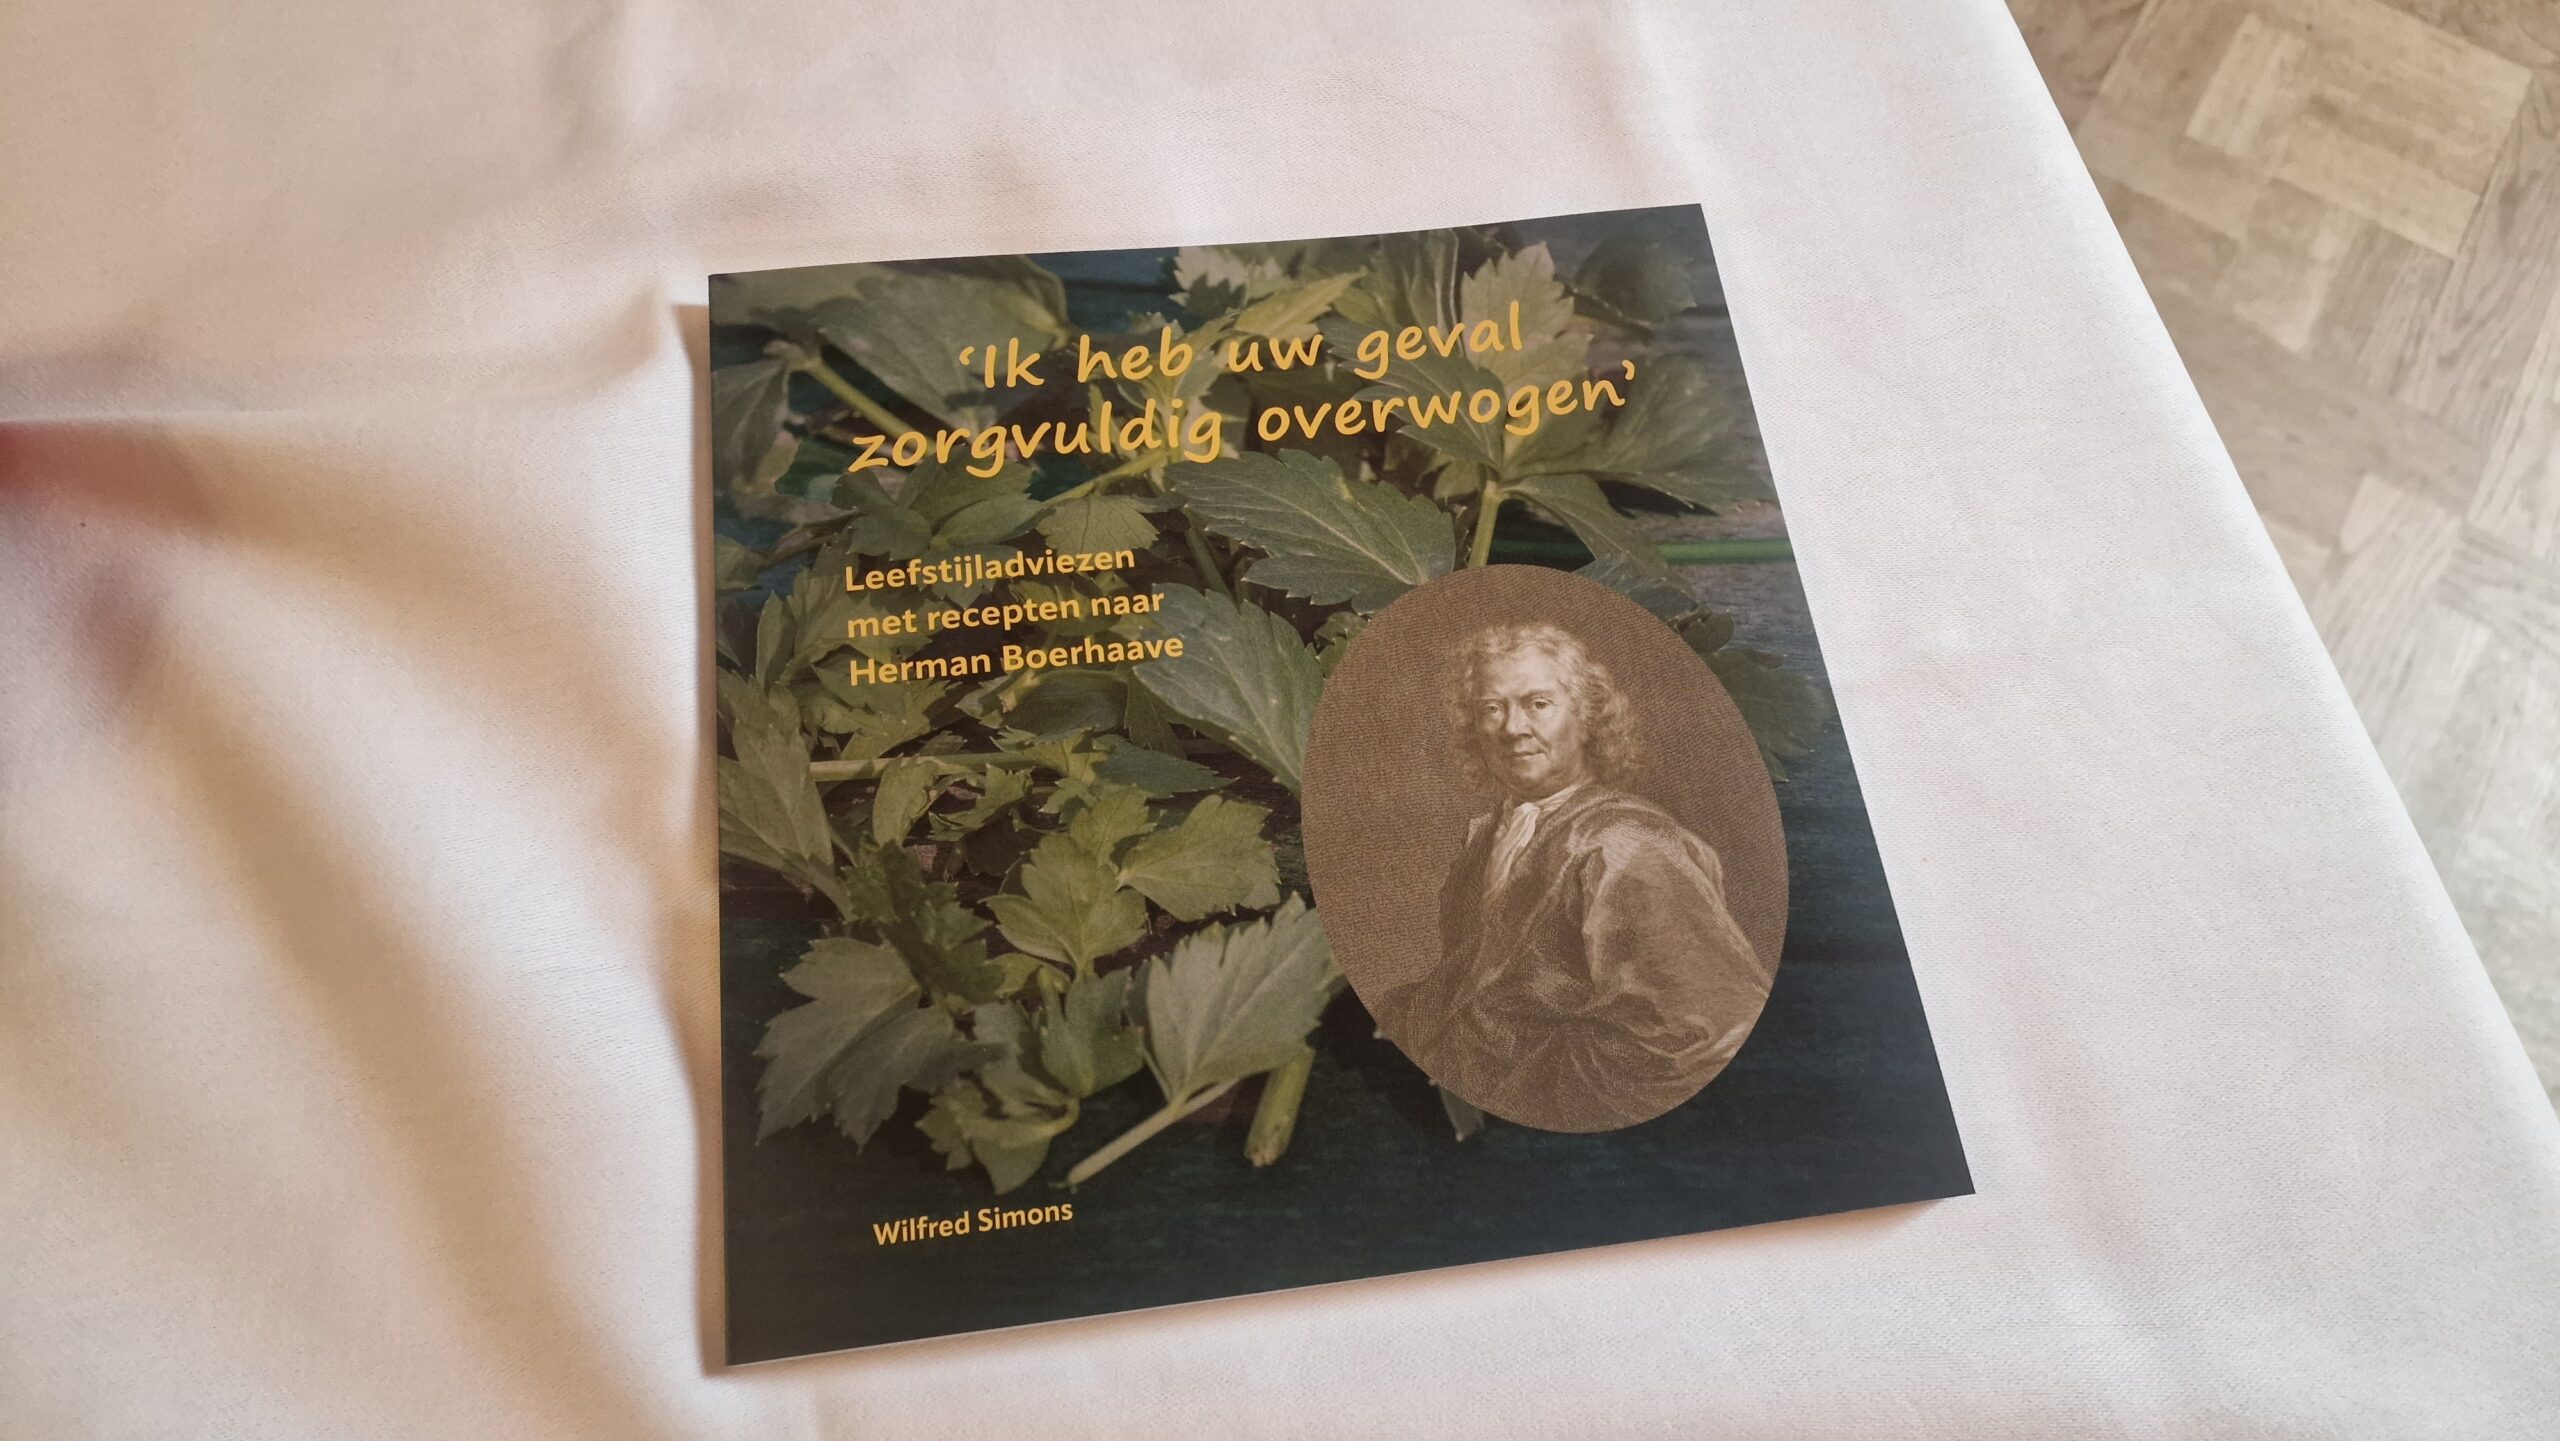 ‘Ik heb uw geval
zorgvuldig overwogen’
Leefstijladviezen
met recepten naar
Herman Boerhaave
Wilfred Simons